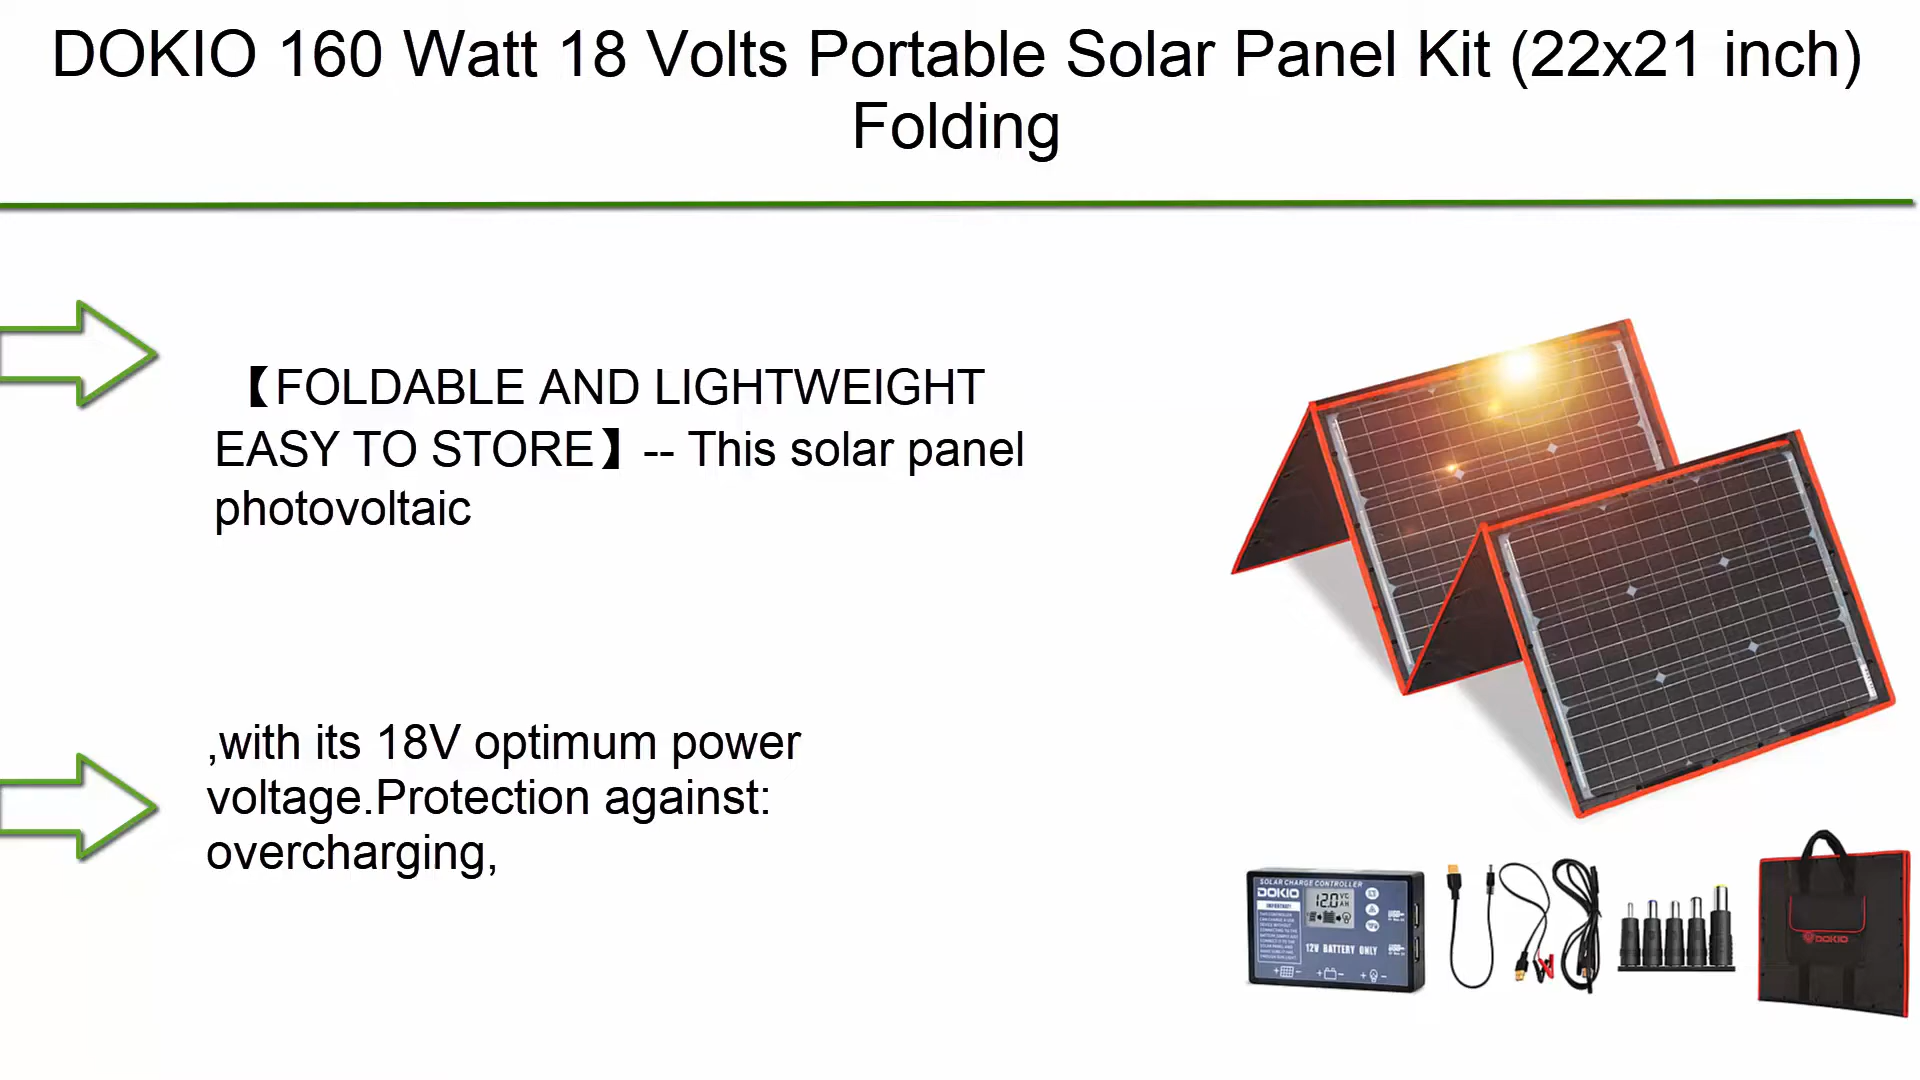 DOKIO 160 Watt 18 Volts Portable Solar Panel Kit (22x21 inch)
Folding
【FOLDABLE AND LIGHTWEIGHT
EASY TO STORE】-- This solar panel
photovoltaic
,with its 18V optimum power
voltage.Protection against:
overcharging,
SOLAR CHARGE CONTROLLER
DOKIO
IMPORTANT!
12.0
12V BATTERY ONLY
DOKIO